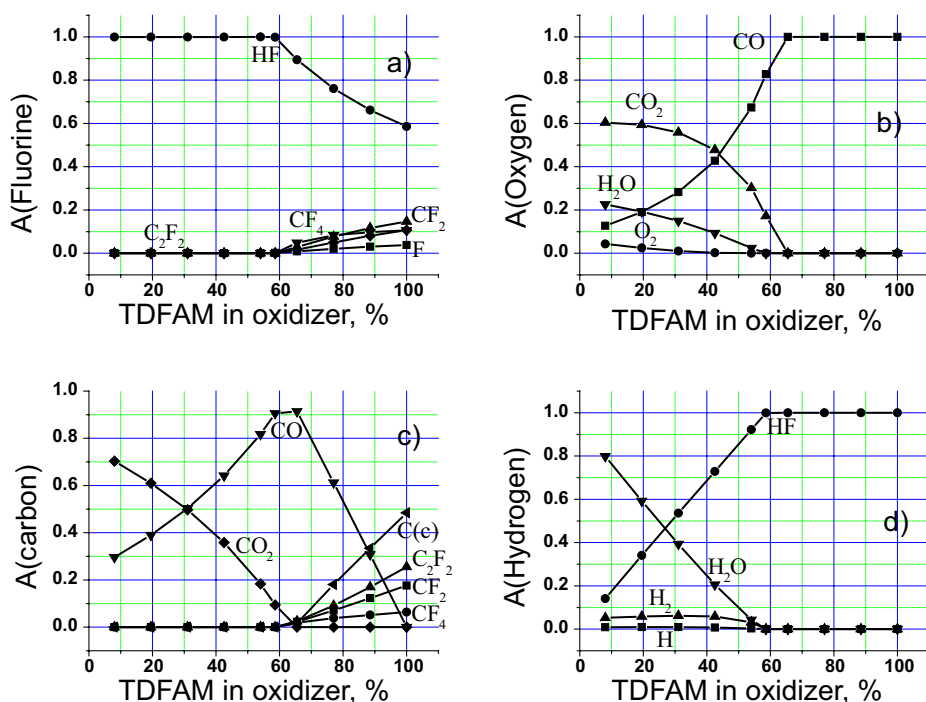 1.0
0.8
0.6
0.4
0.2
0.0
A(Fluorine)
HF
a)
CF₄
CF₂
C₂F₂
F
0 20 40 60 80 100
TDFAM in oxidizer, %
1.0
0.8
0.6
0.4
0.2
0.0
A(Oxygen)
CO
CO₂
b)
H₂O
O₂
0 20 40 60 80 100
TDFAM in oxidizer, %
1.0
0.8
0.6
0.4
0.2
0.0
A(carbon)
CO
c)
CO₂
C(c)
C₂F₂
CF₂
CF₄
0 20 40 60 80 100
TDFAM in oxidizer, %
1.0
0.8
0.6
0.4
0.2
0.0
A(Hydrogen)
HF
d)
H₂O
H₂
H
0 20 40 60 80 100
TDFAM in oxidizer, %